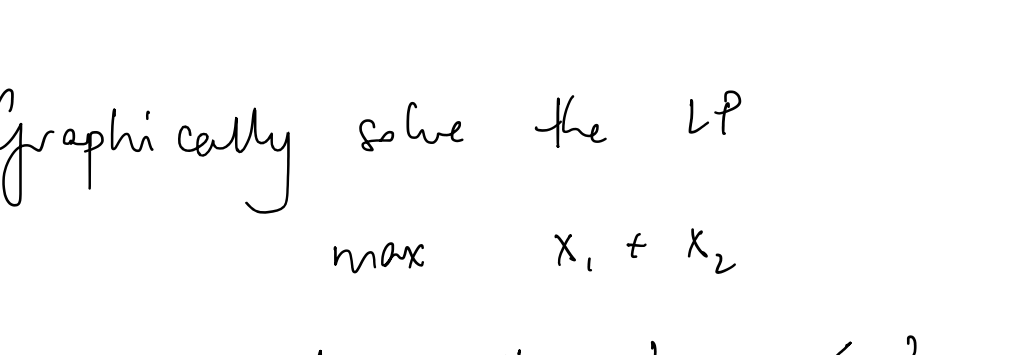 Graphically solve the LP
max x₁ + x₂